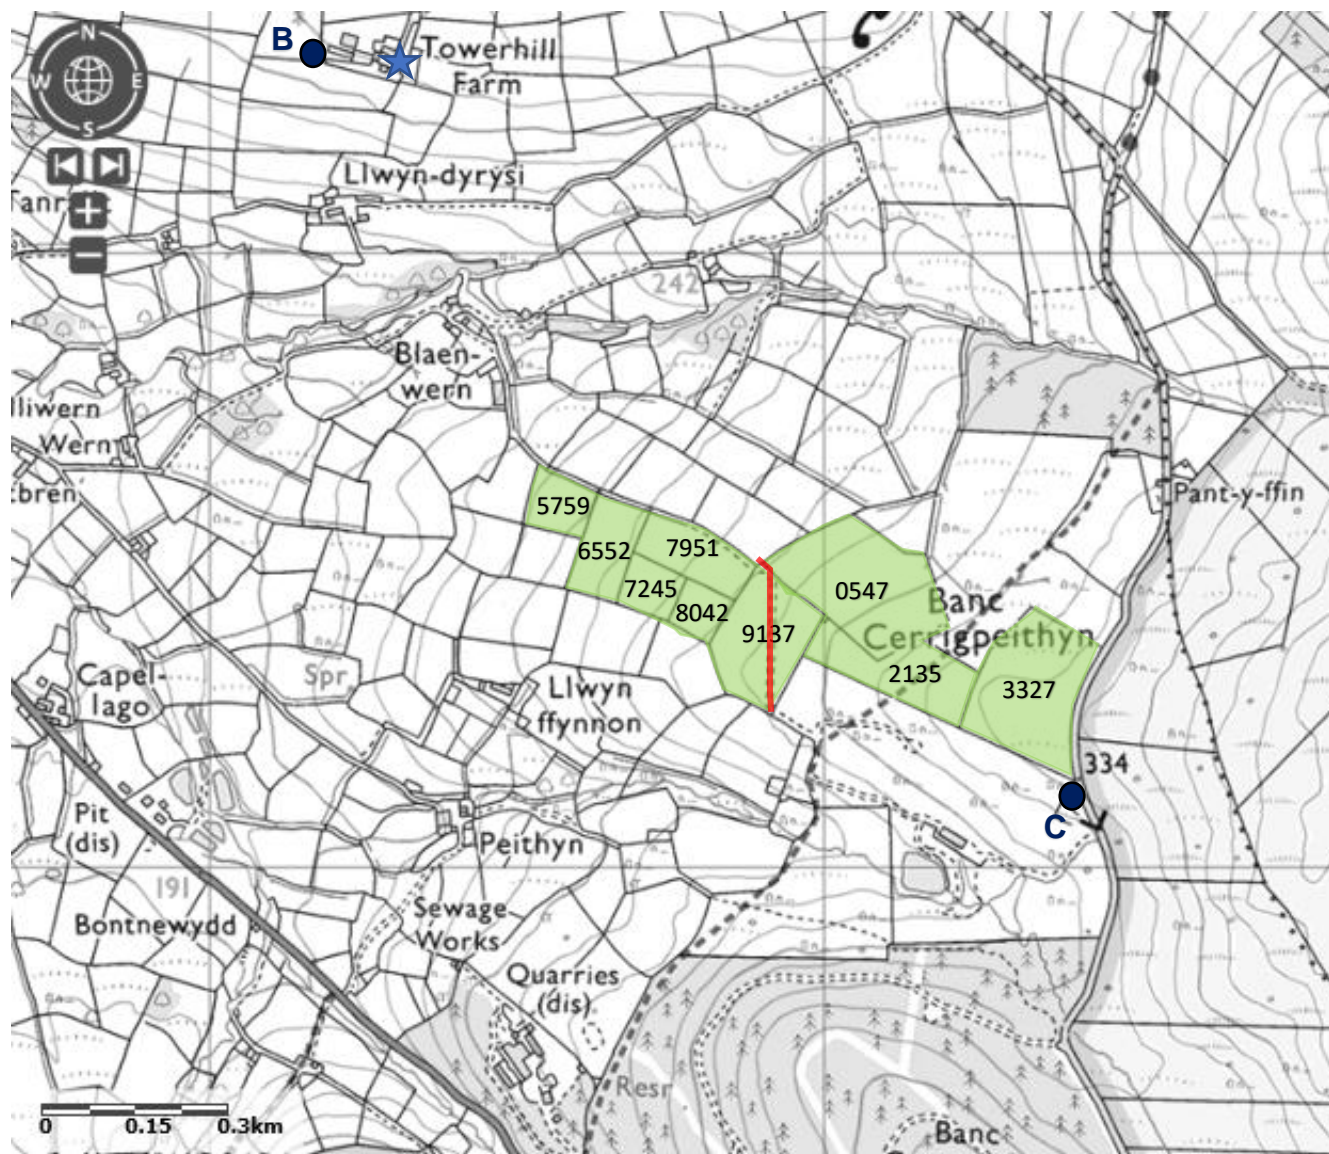 N
W
E
S
B
Towerhill
Farm
Llwyn-dyrysi
242
Blaen-
wern
lliwern
Wern
bren
Pant-y-ffin
5759
6552
7951
7245
8042
9137
0547
Banc
Cerrigpeithyn
2135
3327
334
C
Capel-
Iago
Spr
Llwyn
ffynnon
Pit
(dis)
Peithyn
191
Bontnewydd
Sewage
Works
Quarries
(dis)
Resr
Banc
0
0.15
0.3km